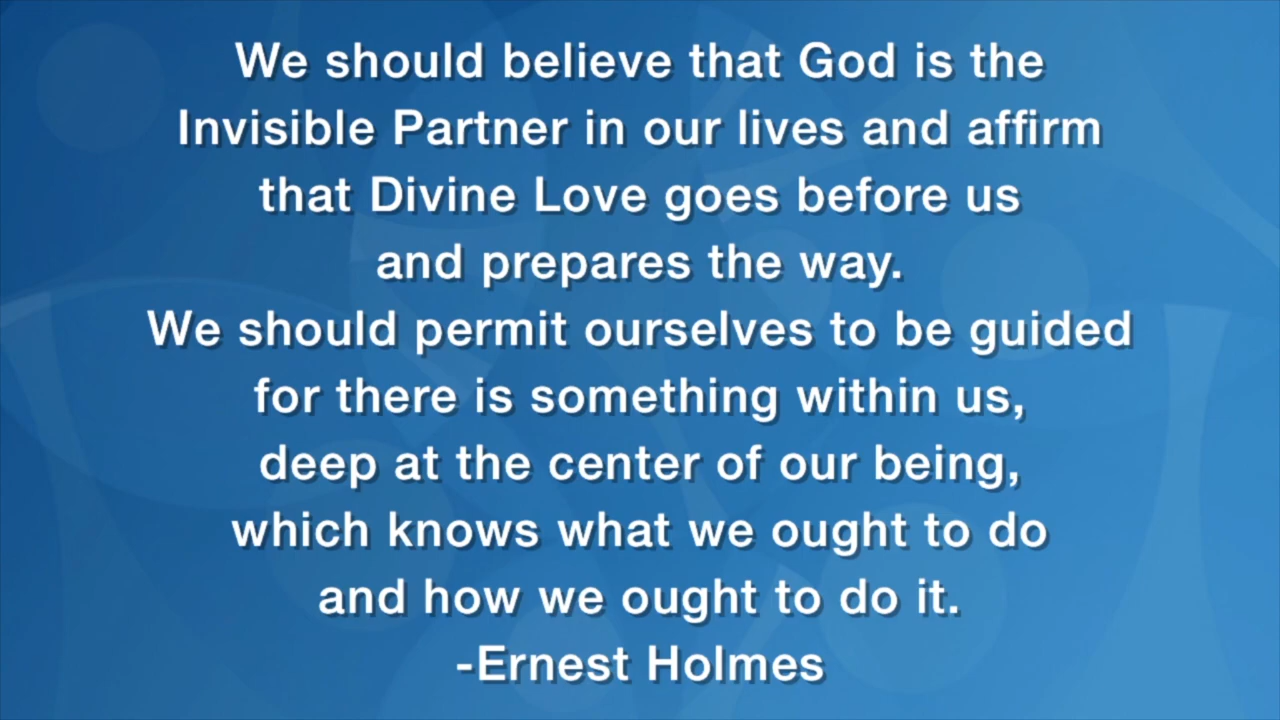 We should believe that God is the
Invisible Partner in our lives and affirm
that Divine Love goes before us
and prepares the way.
We should permit ourselves to be guided
for there is something within us,
deep at the center of our being,
which knows what we ought to do
and how we ought to do it.
-Ernest Holmes